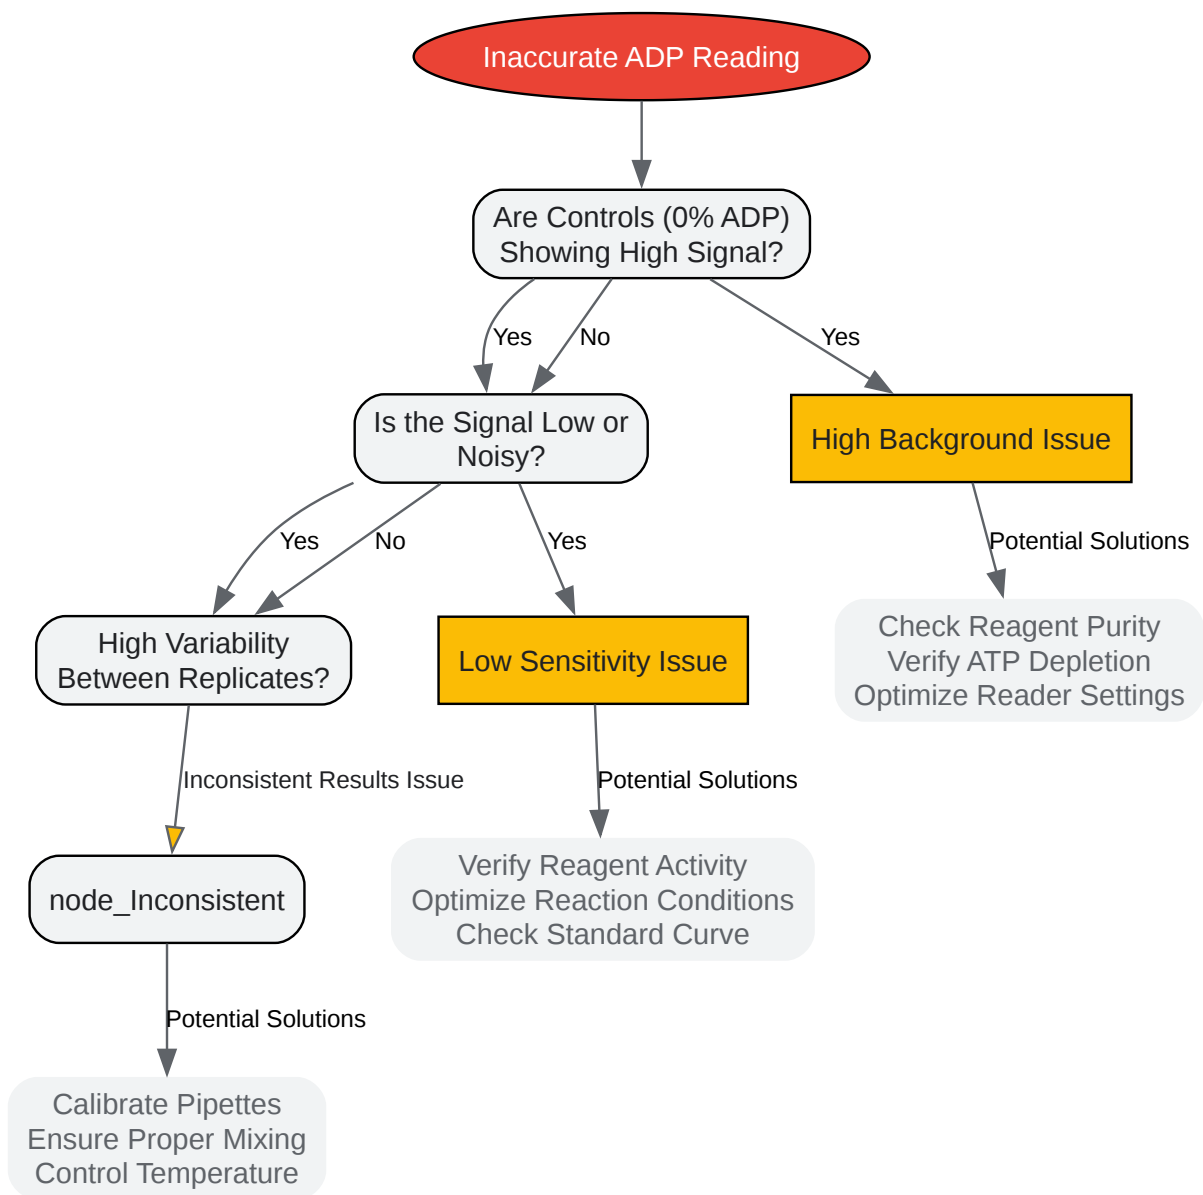 Inaccurate ADP Reading
Are Controls (0% ADP)
Showing High Signal?
Yes
No
Yes
Is the Signal Low or
Noisy?
High Background Issue
Yes
No
Yes
Potential Solutions
High Variability
Between Replicates?
Low Sensitivity Issue
Check Reagent Purity
Verify ATP Depletion
Optimize Reader Settings
Inconsistent Results Issue
Potential Solutions
node_Inconsistent
Verify Reagent Activity
Optimize Reaction Conditions
Check Standard Curve
Potential Solutions
Calibrate Pipettes
Ensure Proper Mixing
Control Temperature